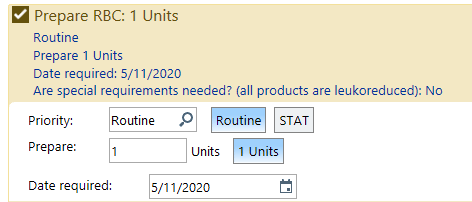 Prepare RBC: 1 Units
Routine
Prepare 1 Units
Date required: 5/11/2020
Are special requirements needed? (all products are leukoreduced): No
Priority: Routine Routine STAT
Prepare: 1 Units 1 Units
Date required: 5/11/2020